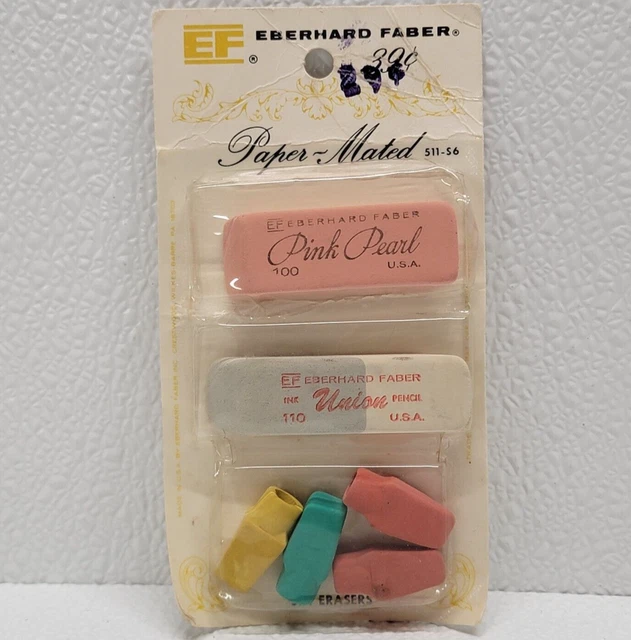 EF® EBERHARD FABER®
39¢
Paper~Mated 511-S6
EF EBERHARD FABER
Pink Pearl
100 U.S.A.
EF EBERHARD FABER
INK Union PENCIL
110 U.S.A.
ERASERS